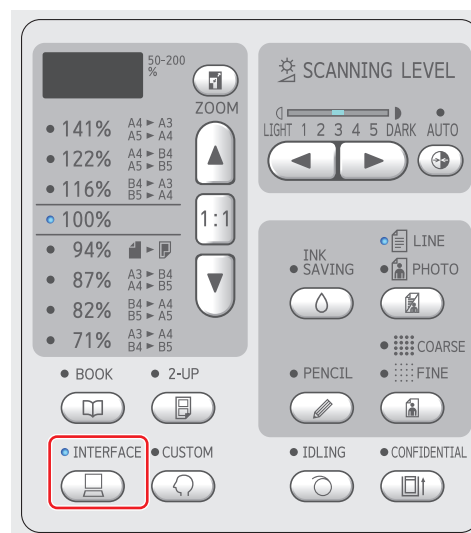 50-200
%
ZOOM
141% A4 ► A3
A5 ► A4
122% A4 ► B4
A5 ► B5
116% B4 ► A3
B5 ► A4
100%
1:1
94%
87% A3 ► B4
A4 ► B5
82% B4 ► A4
B5 ► A5
71% A3 ► A4
B4 ► B5
BOOK
2-UP
INTERFACE
CUSTOM
SCANNING LEVEL
LIGHT 1 2 3 4 5 DARK AUTO
INK
SAVING
LINE
PHOTO
COARSE
PENCIL
FINE
IDLING
CONFIDENTIAL